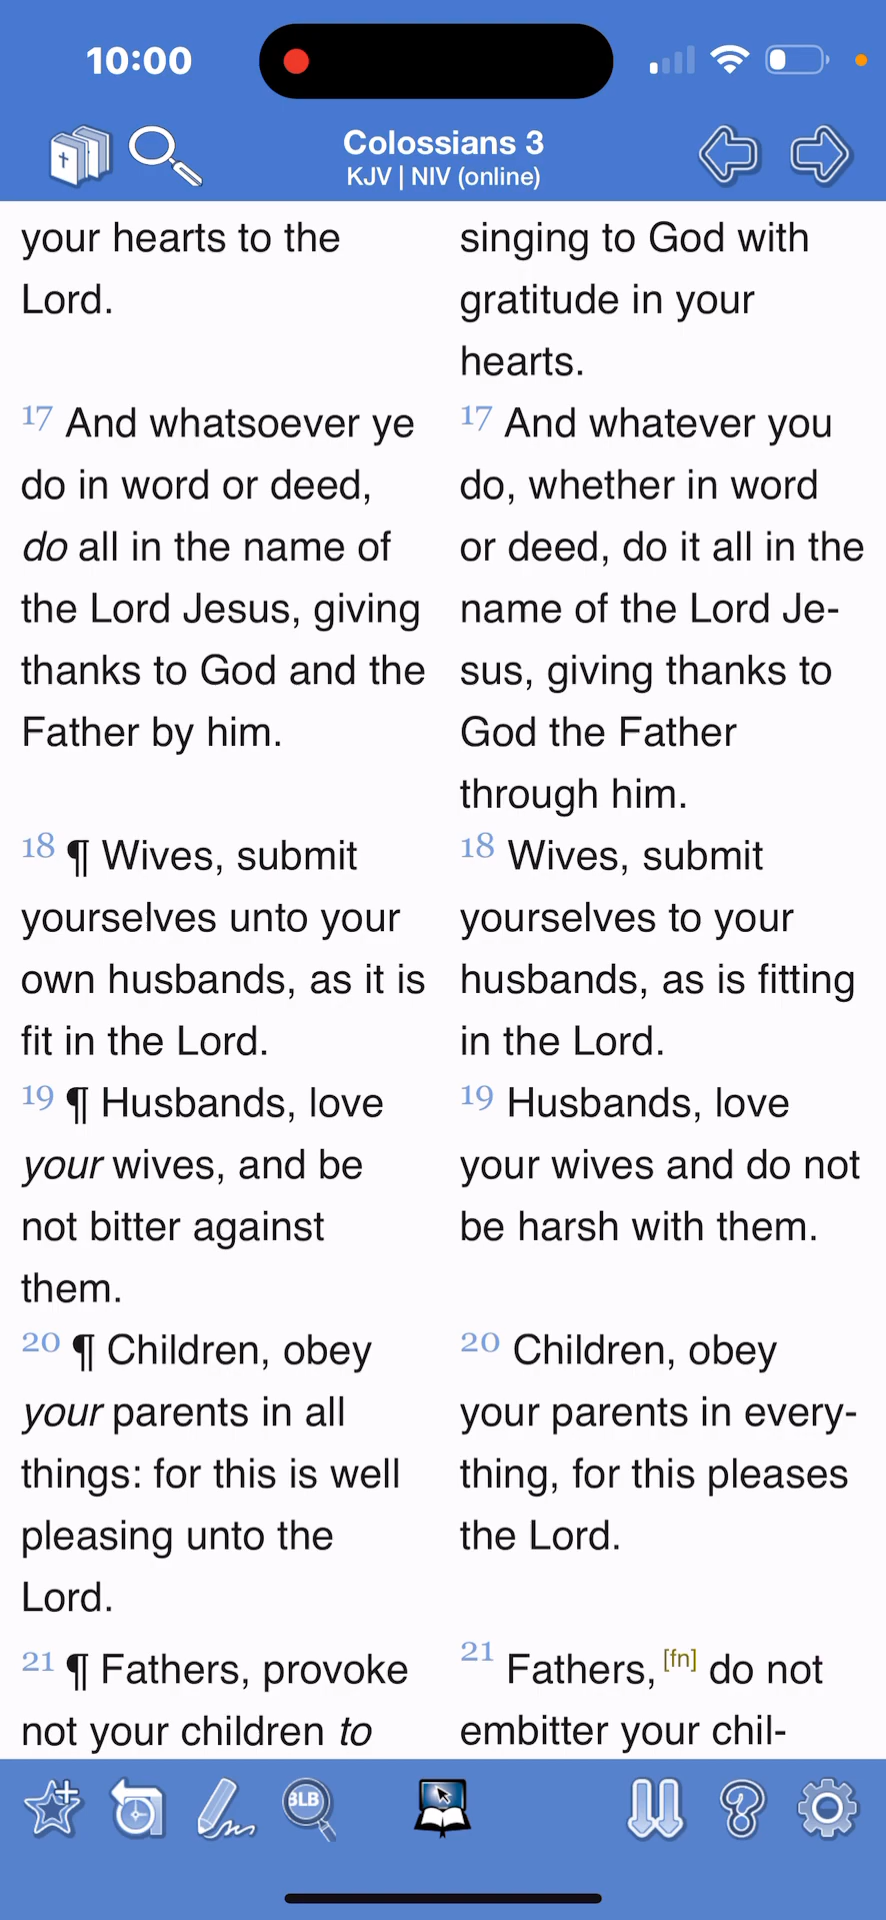 10:00
Colossians 3
KJV | NIV (online)
your hearts to the
Lord.
17 And whatsoever ye
do in word or deed,
do all in the name of
the Lord Jesus, giving
thanks to God and the
Father by him.
18 ¶ Wives, submit
yourselves unto your
own husbands, as it is
fit in the Lord.
19 ¶ Husbands, love
your wives, and be
not bitter against
them.
20 ¶ Children, obey
your parents in all
things: for this is well
pleasing unto the
Lord.
21 ¶ Fathers, provoke
not your children to
singing to God with
gratitude in your
hearts.
17 And whatever you
do, whether in word
or deed, do it all in the
name of the Lord Je-
sus, giving thanks to
God the Father
through him.
18 Wives, submit
yourselves to your
husbands, as is fitting
in the Lord.
19 Husbands, love
your wives and do not
be harsh with them.
20 Children, obey
your parents in every-
thing, for this pleases
the Lord.
21 Fathers, [fn] do not
embitter your chil-
BLB